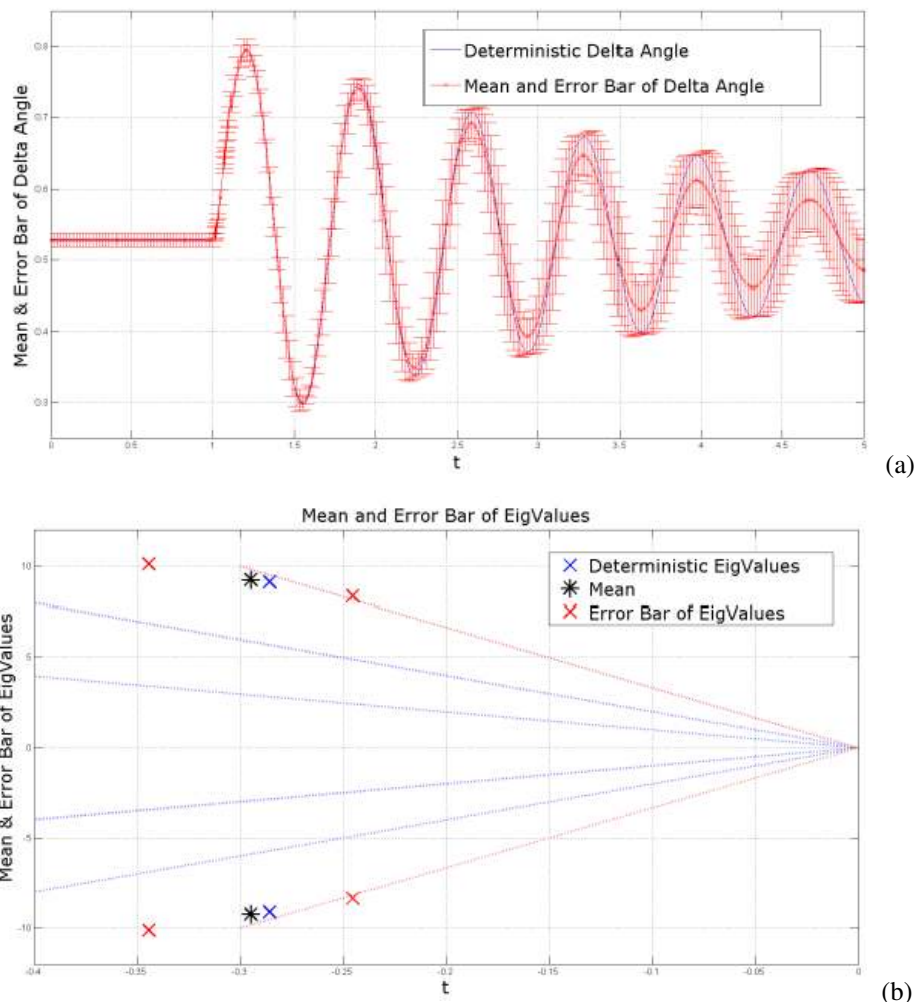 Mean & Error Bar of Delta Angle
0.8
0.7
0.6
0.5
0.4
0.3
0
0.5
1
1.5
2
2.5
3
3.5
4
4.5
5
t
Deterministic Delta Angle
Mean and Error Bar of Delta Angle
(a)
Mean and Error Bar of EigValues
Mean & Error Bar of EigValues
10
5
0
-5
-10
-0.4
-0.35
-0.3
-0.25
-0.2
-0.15
-0.1
-0.05
0
t
Deterministic EigValues
Mean
Error Bar of EigValues
(b)